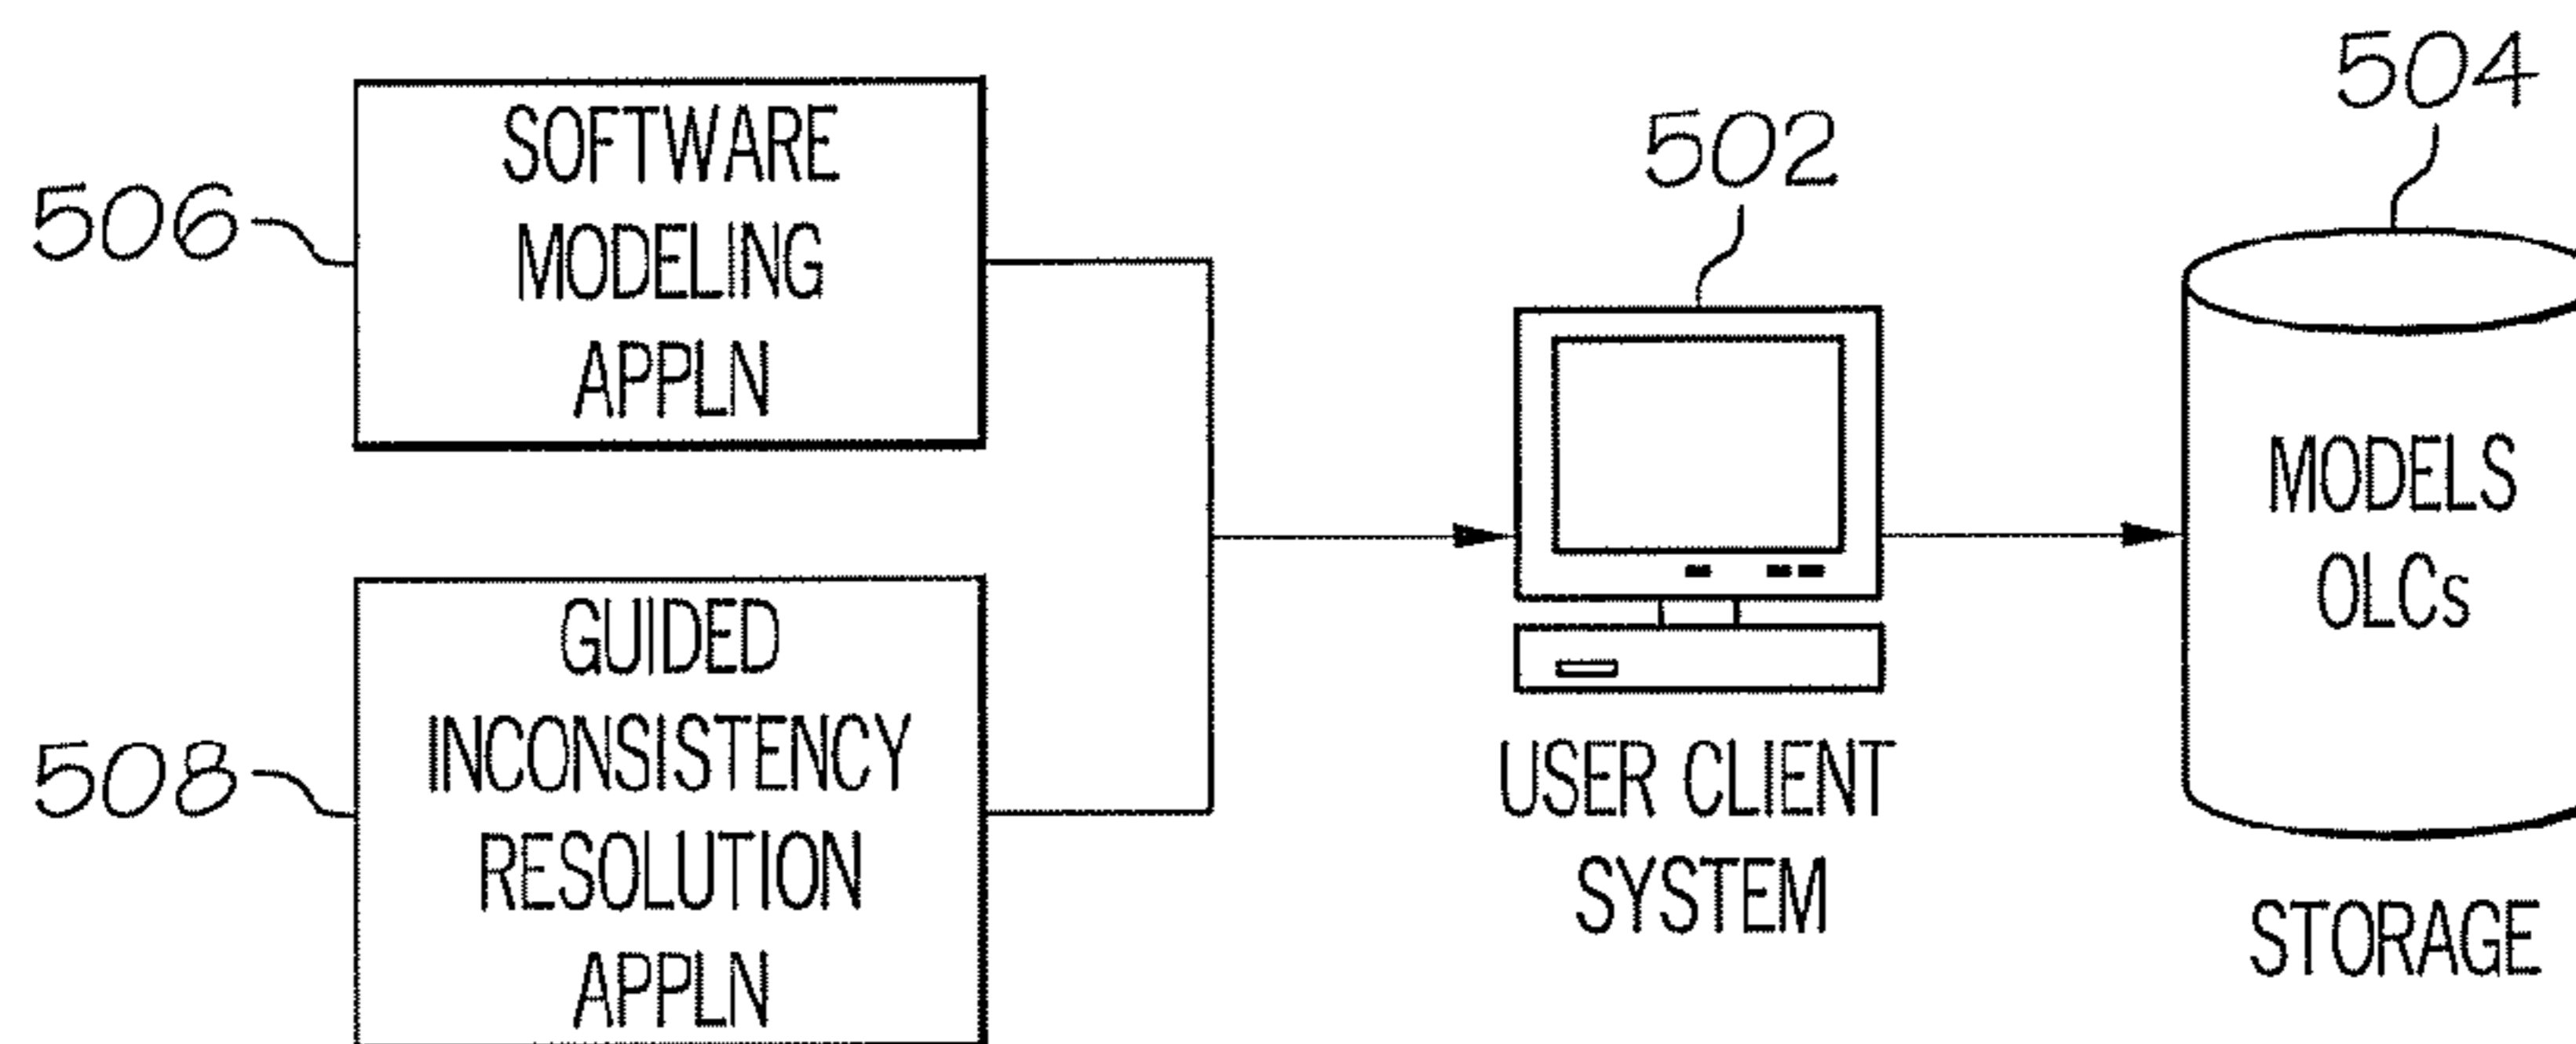 506
SOFTWARE
MODELING
APPLN
508
GUIDED
INCONSISTENCY
RESOLUTION
APPLN
502
USER CLIENT
SYSTEM
504
MODELS
OLCs
STORAGE